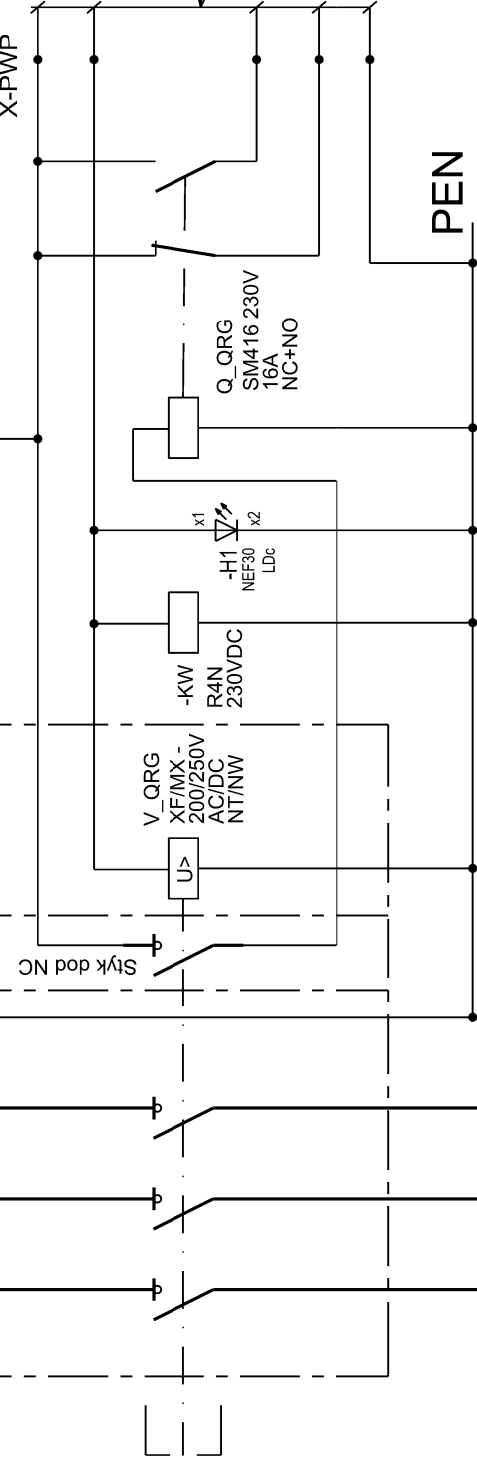 X-PWP
PEN
Q_QRG
SM416 230V
16A
NC+NO
x1
x2
-H1
NEF30
LDc
-KW
R4N
230VDC
V_QRG
XF/MX -
200/250V
AC/DC
NT/NW
U>
Styk dod NC